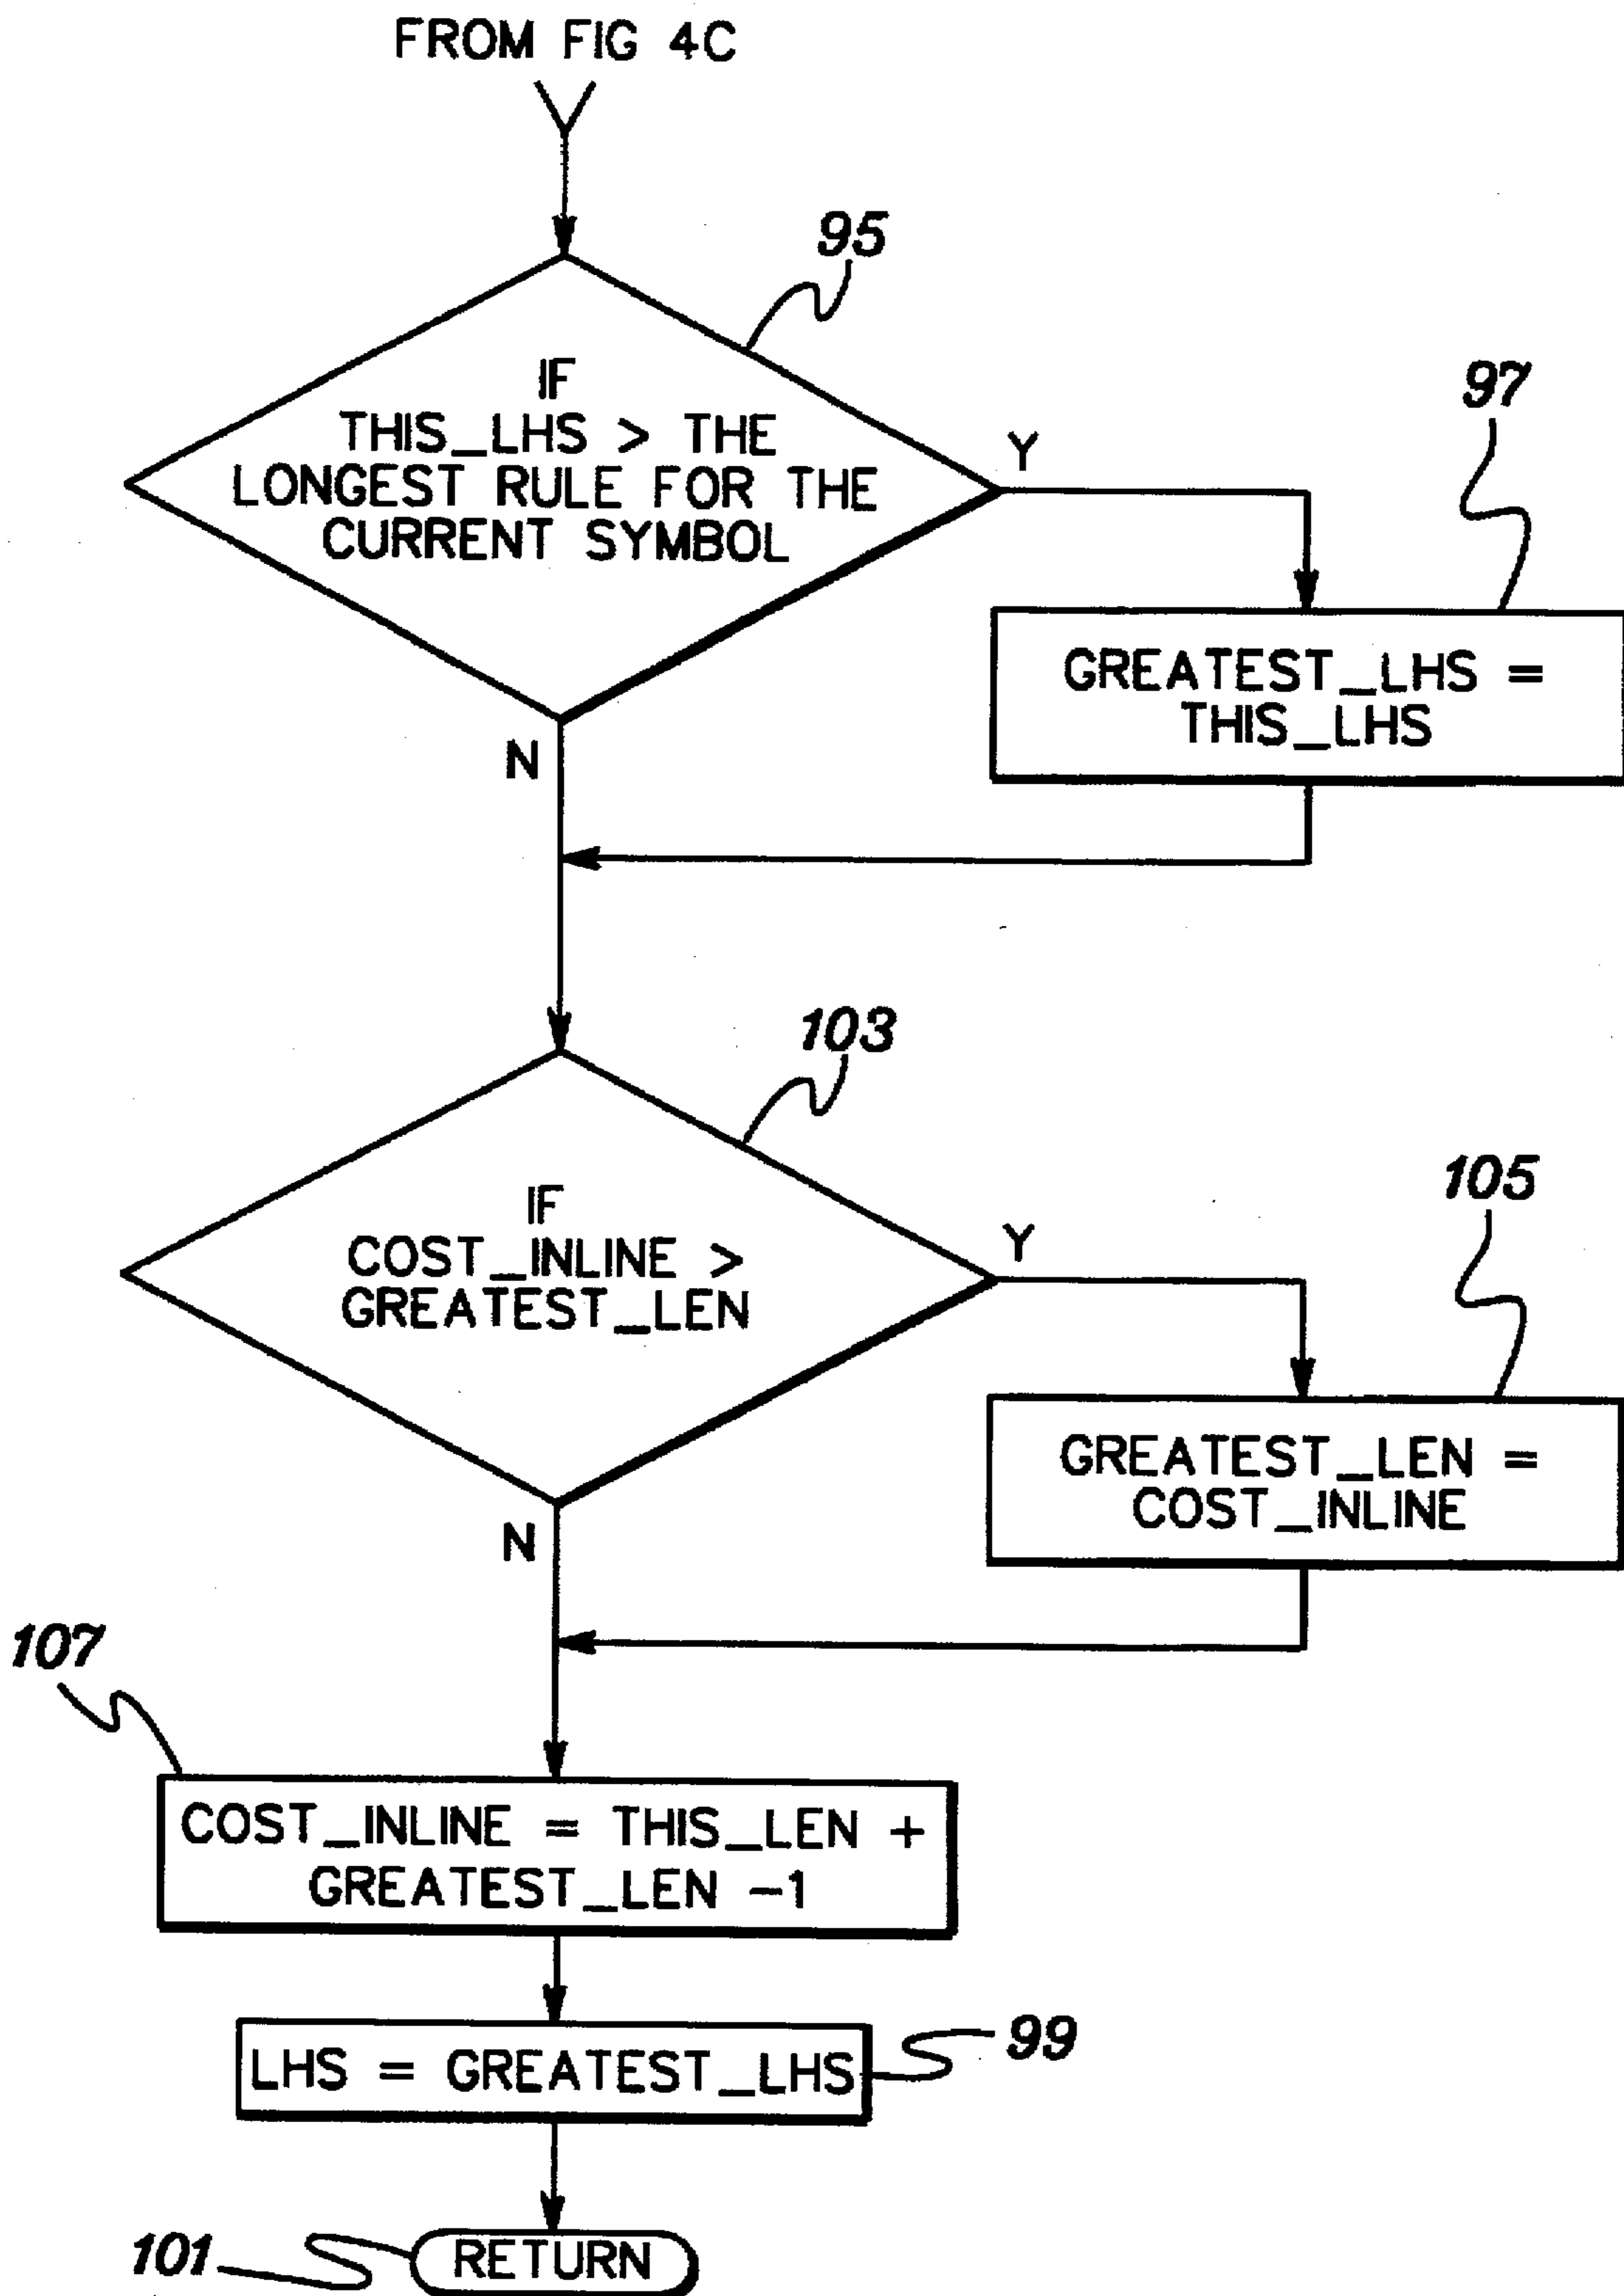 FROM FIG 4C
95
IF
THIS_LHS > THE
LONGEST RULE FOR THE
CURRENT SYMBOL
Y
97
GREATEST_LHS =
THIS_LHS
N
103
IF
COST_INLINE >
GREATEST_LEN
Y
105
GREATEST_LEN =
COST_INLINE
N
107
COST_INLINE = THIS_LEN +
GREATEST_LEN -1
LHS = GREATEST_LHS
99
101
RETURN